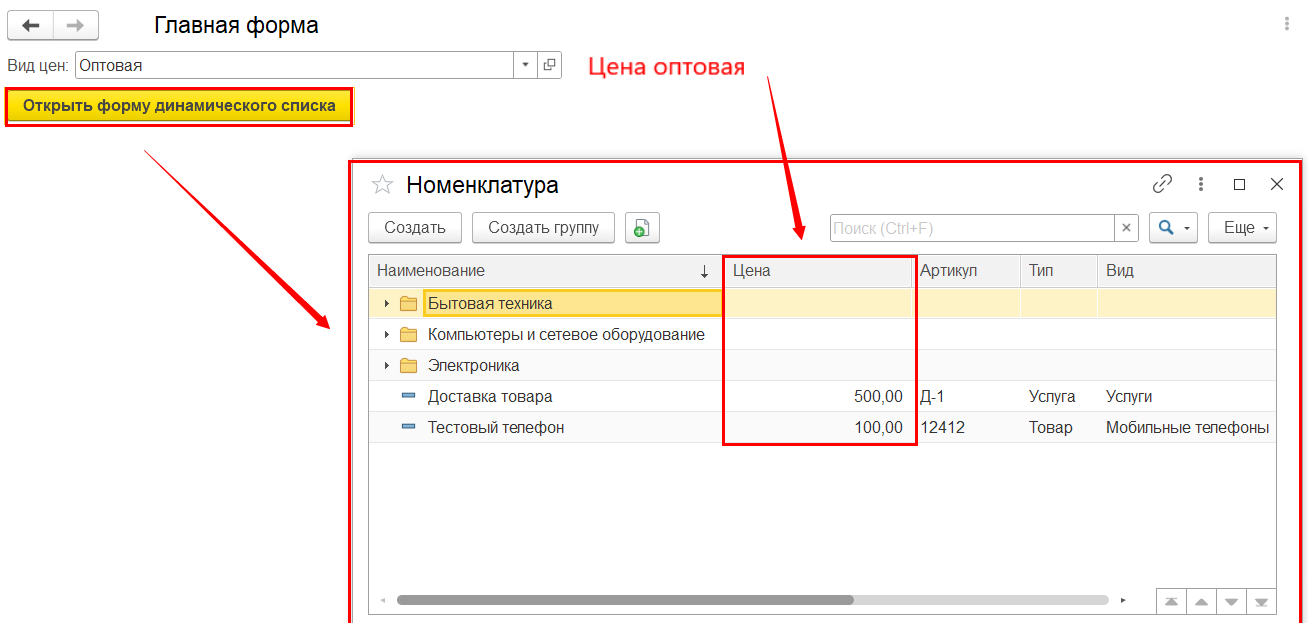 Главная форма
Вид цен: Оптовая
Цена оптовая
Открыть форму динамического списка
Номенклатура
Создать Создать группу Поиск (Ctrl+F) Еще
Наименование Цена Артикул Тип Вид
Бытовая техника
Компьютеры и сетевое оборудование
Электроника
Доставка товара 500,00 Д-1 Услуга Услуги
Тестовый телефон 100,00 12412 Товар Мобильные телефоны